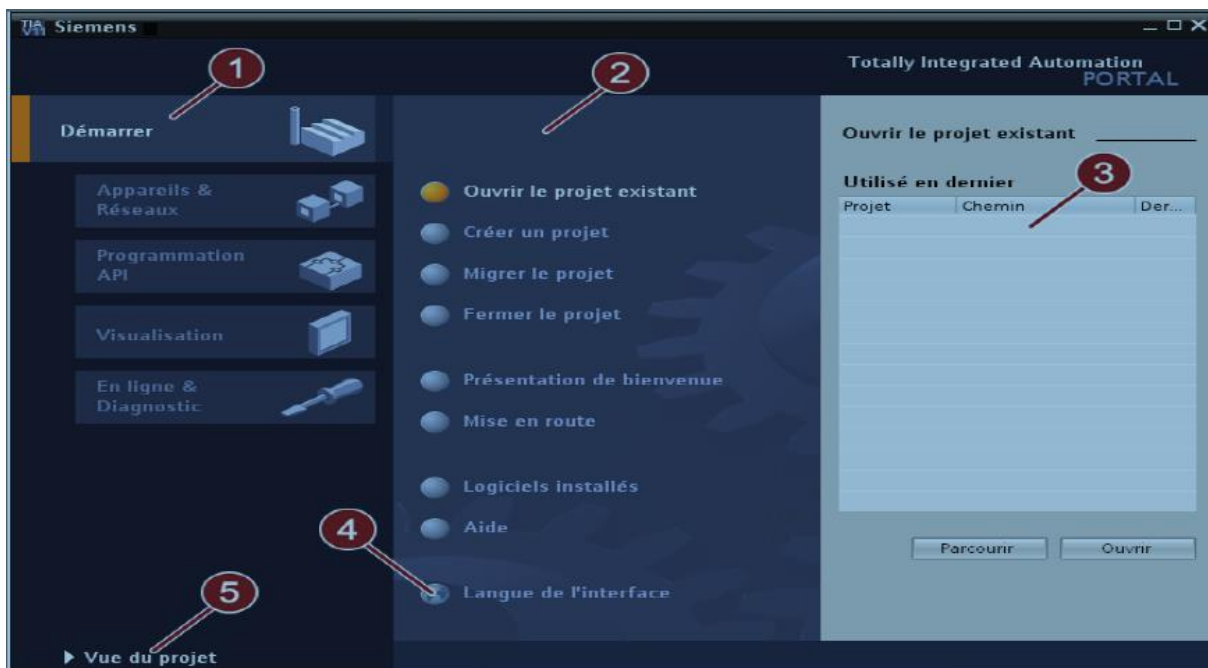 TIA
V11
Siemens
Totally Integrated Automation
PORTAL
1
Démarrer
Appareils &
Réseaux
Programmation
API
Visualisation
En ligne &
Diagnostic
5
Vue du projet
2
Ouvrir le projet existant
Créer un projet
Migrer le projet
Fermer le projet
Présentation de bienvenue
Mise en route
Logiciels installés
Aide
4
Langue de l'interface
Ouvrir le projet existant
Utilisé en dernier
3
Projet Chemin Der...
Parcourir Ouvrir